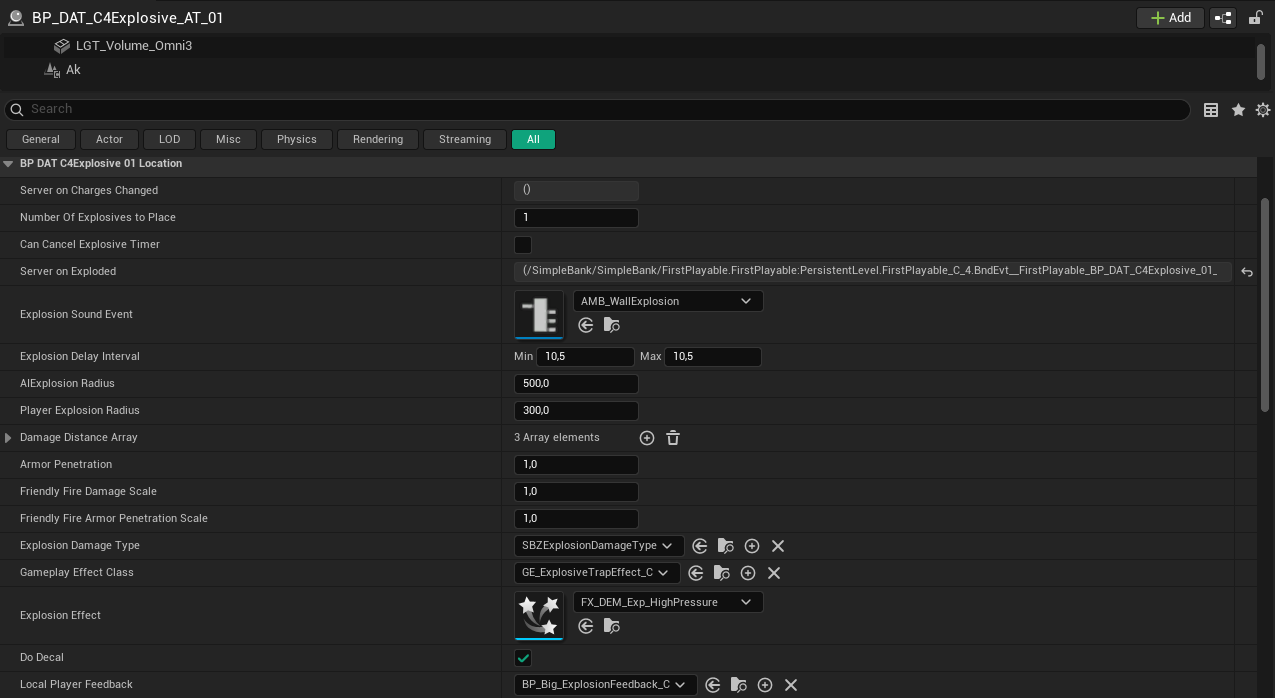 BP_DAT_C4Explosive_AT_01
Add
LGT_Volume_Omni3
Ak
Search
General Actor LOD Misc Physics Rendering Streaming All
BP DAT C4Explosive 01 Location
Server on Charges Changed ()
Number Of Explosives to Place 1
Can Cancel Explosive Timer
Server on Exploded (/SimpleBank/SimpleBank/FirstPlayable.FirstPlayable:PersistentLevel.FirstPlayable_C_4.BndEvt__FirstPlayable_BP_DAT_C4Explosive_01_
Explosion Sound Event AMB_WallExplosion
Explosion Delay Interval Min 10,5 Max 10,5
AIExplosion Radius 500,0
Player Explosion Radius 300,0
Damage Distance Array 3 Array elements
Armor Penetration 1,0
Friendly Fire Damage Scale 1,0
Friendly Fire Armor Penetration Scale 1,0
Explosion Damage Type SBZExplosionDamageType
Gameplay Effect Class GE_ExplosiveTrapEffect_C
Explosion Effect FX_DEM_Exp_HighPressure
Do Decal
Local Player Feedback BP_Big_ExplosionFeedback_C